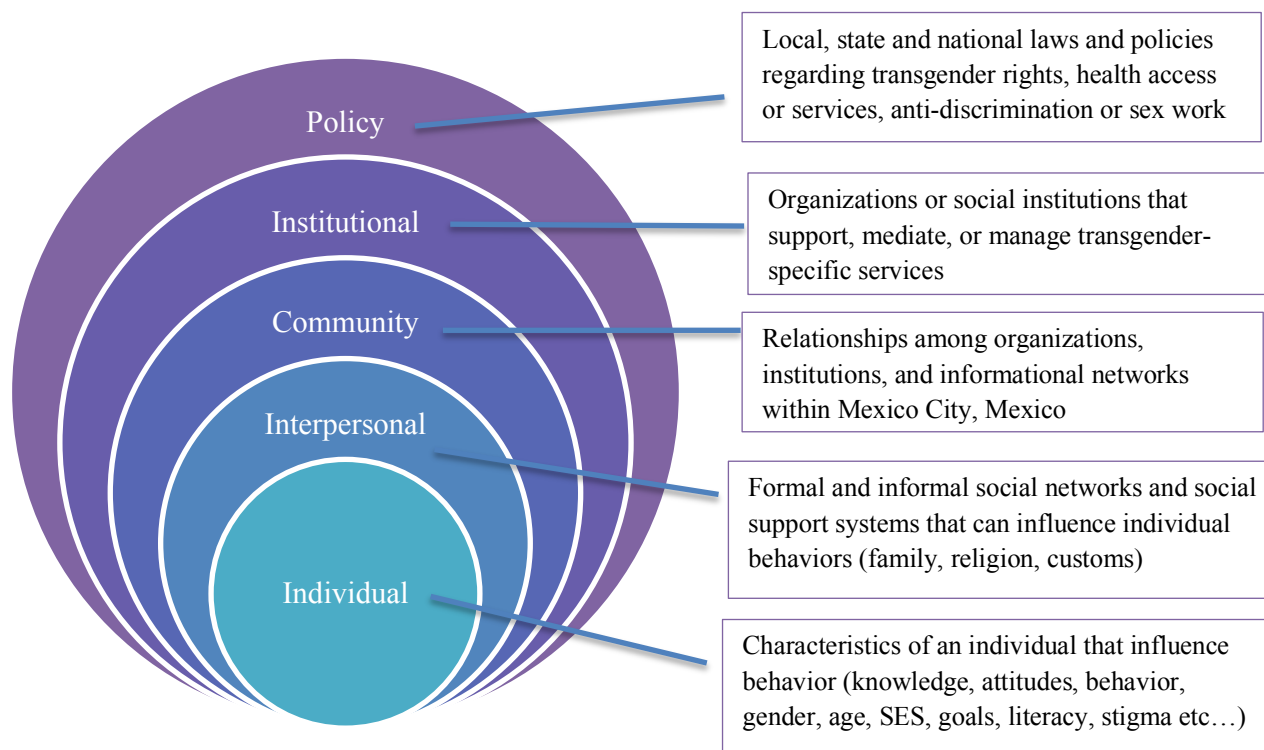 Policy
Local, state and national laws and policies
regarding transgender rights, health access
or services, anti-discrimination or sex work
Institutional
Organizations or social institutions that
support, mediate, or manage transgender-
specific services
Community
Relationships among organizations,
institutions, and informational networks
within Mexico City, Mexico
Interpersonal
Formal and informal social networks and social
support systems that can influence individual
behaviors (family, religion, customs)
Individual
Characteristics of an individual that influence
behavior (knowledge, attitudes, behavior,
gender, age, SES, goals, literacy, stigma etc…)